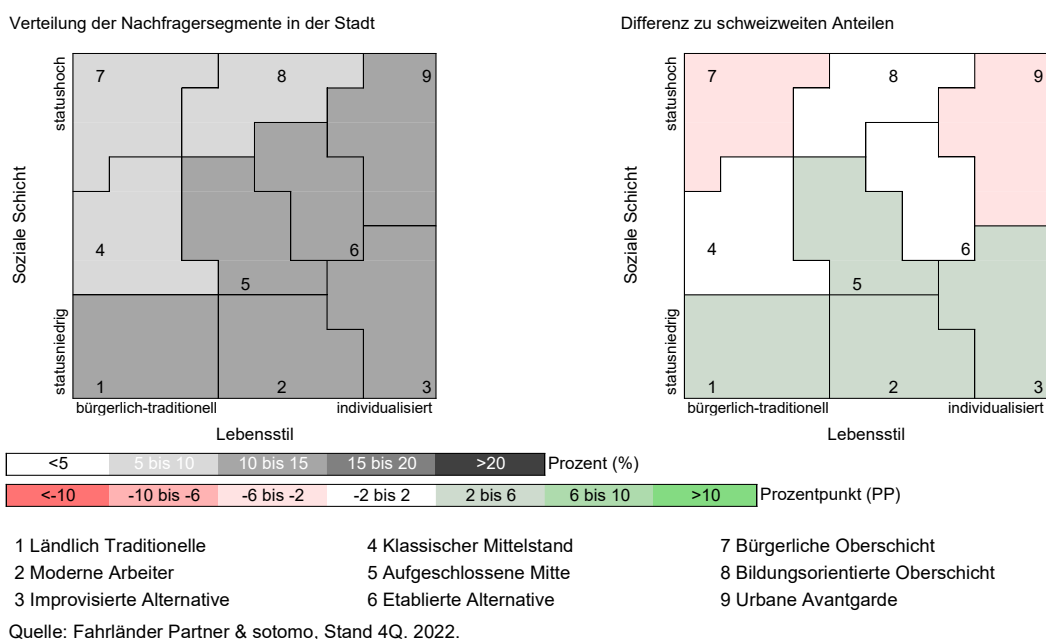 Verteilung der Nachfragersegmente in der Stadt
Differenz zu schweizweiten Anteilen
Soziale Schicht
statushoch
statusniedrig
7 8 9
4 6
5
1 2 3
bürgerlich-traditionell individualisiert
Lebensstil
Soziale Schicht
statushoch
statusniedrig
7 8 9
4 6
5
1 2 3
bürgerlich-traditionell individualisiert
Lebensstil
<5 5 bis 10 10 bis 15 15 bis 20 >20 Prozent (%)
<-10 -10 bis -6 -6 bis -2 -2 bis 2 2 bis 6 6 bis 10 >10 Prozentpunkt (PP)
1 Ländlich Traditionelle 4 Klassischer Mittelstand 7 Bürgerliche Oberschicht
2 Moderne Arbeiter 5 Aufgeschlossene Mitte 8 Bildungsorientierte Oberschicht
3 Improvisierte Alternative 6 Etablierte Alternative 9 Urbane Avantgarde
Quelle: Fahrländer Partner & sotomo, Stand 4Q. 2022.